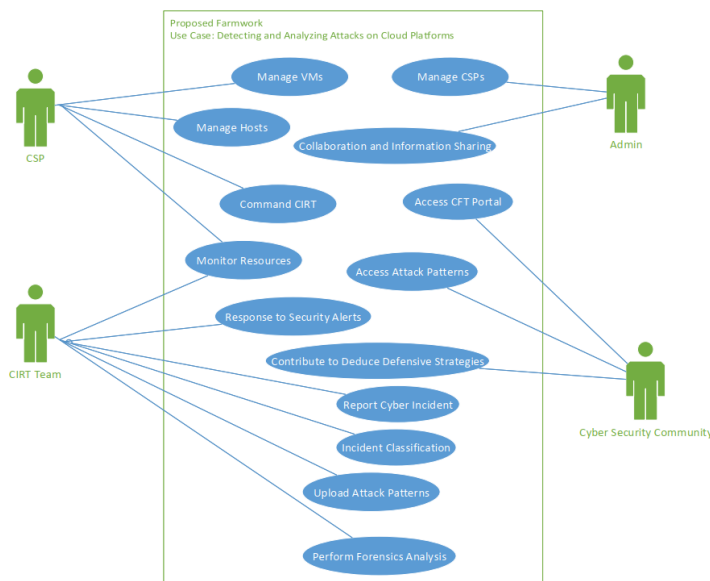 Proposed Farmwork
Use Case: Detecting and Analyzing Attacks on Cloud Platforms
Manage VMs
Manage CSPs
Manage Hosts
CSP
Collaboration and Information Sharing
Admin
Command CIRT
Access CFT Portal
Monitor Resources
Access Attack Patterns
Response to Security Alerts
Contribute to Deduce Defensive Strategies
CIRT Team
Report Cyber Incident
Cyber Security Community
Incident Classification
Upload Attack Patterns
Perform Forensics Analysis